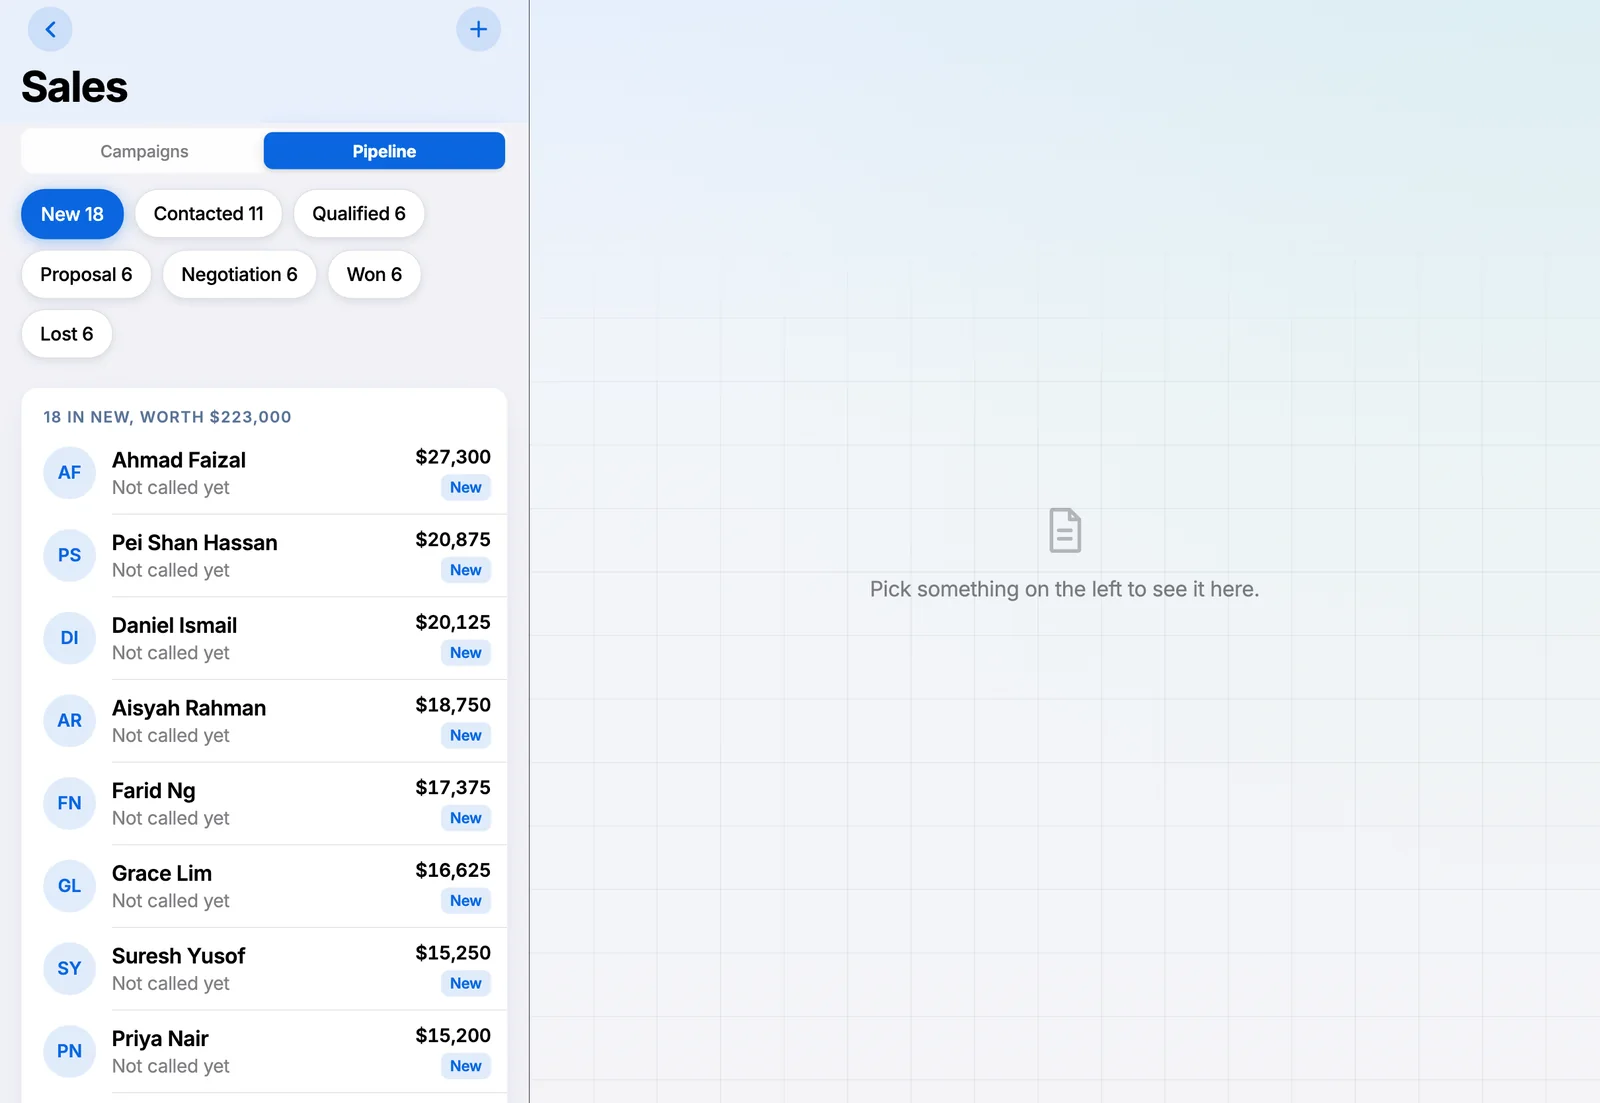 Sales
Campaigns
Pipeline
New 18
Contacted 11
Qualified 6
Proposal 6
Negotiation 6
Won 6
Lost 6
18 IN NEW, WORTH $223,000
AF
Ahmad Faizal
$27,300
Not called yet
New
PS
Pei Shan Hassan
$20,875
Not called yet
New
DI
Daniel Ismail
$20,125
Not called yet
New
AR
Aisyah Rahman
$18,750
Not called yet
New
FN
Farid Ng
$17,375
Not called yet
New
GL
Grace Lim
$16,625
Not called yet
New
SY
Suresh Yusof
$15,250
Not called yet
New
PN
Priya Nair
$15,200
Not called yet
New
Pick something on the left to see it here.